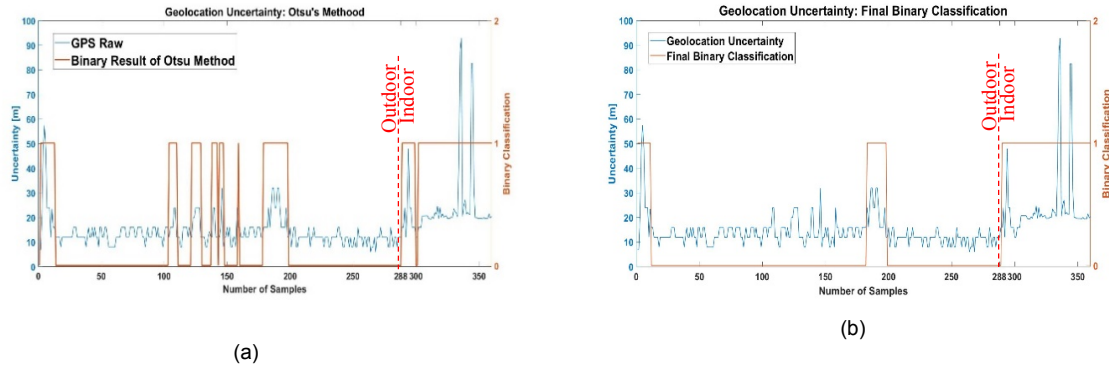 Geolocation Uncertainty: Otsu's Methood
GPS Raw
Binary Result of Otsu Method
Outdoor
Indoor
Uncertainty [m]
100
90
80
70
60
50
40
30
20
10
0
2
1
0
Binary Classification
0 50 100 150 200 250 288 300 350
Number of Samples
(a)
Geolocation Uncertainty: Final Binary Classification
Geolocation Uncertainty
Final Binary Classification
Outdoor
Indoor
Uncertainty [m]
100
90
80
70
60
50
40
30
20
10
0
2
1
0
Binary Classification
0 50 100 150 200 250 288 300 350
Number of Samples
(b)